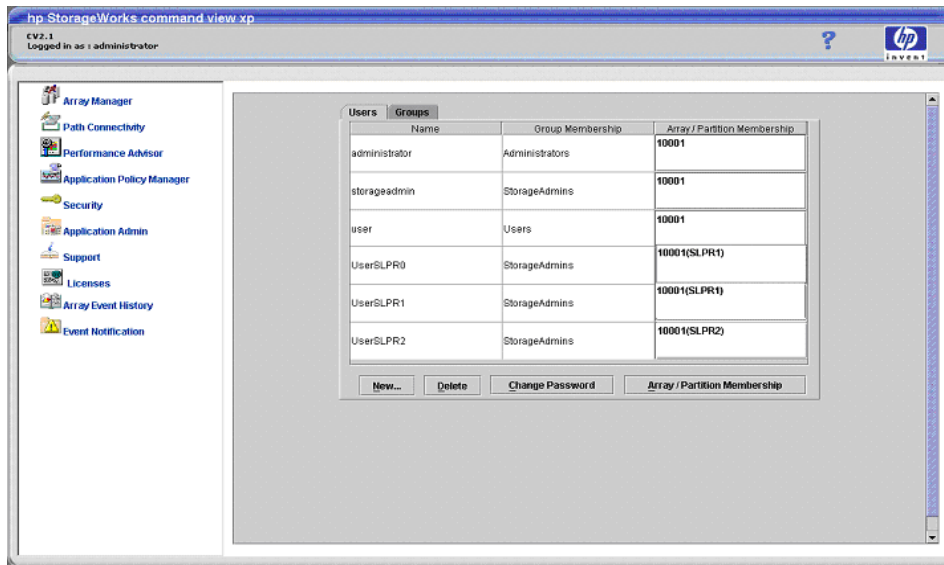 hp StorageWorks command view xp
CV2.1
Logged in as : administrator
?
hp
invent
Array Manager
Path Connectivity
Performance Advisor
Application Policy Manager
Security
Application Admin
Support
Licenses
Array Event History
Event Notification
Users Groups
Name Group Membership Array / Partition Membership
administrator Administrators 10001
storageadmin StorageAdmins 10001
user Users 10001
UserSLPR0 StorageAdmins 10001(SLPR1)
UserSLPR1 StorageAdmins 10001(SLPR1)
UserSLPR2 StorageAdmins 10001(SLPR2)
New... Delete Change Password Array / Partition Membership